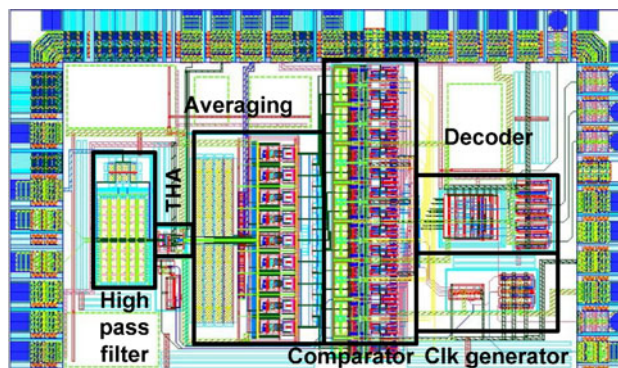 Averaging
Decoder
THA
High
pass
filter
Comparator
Clk generator